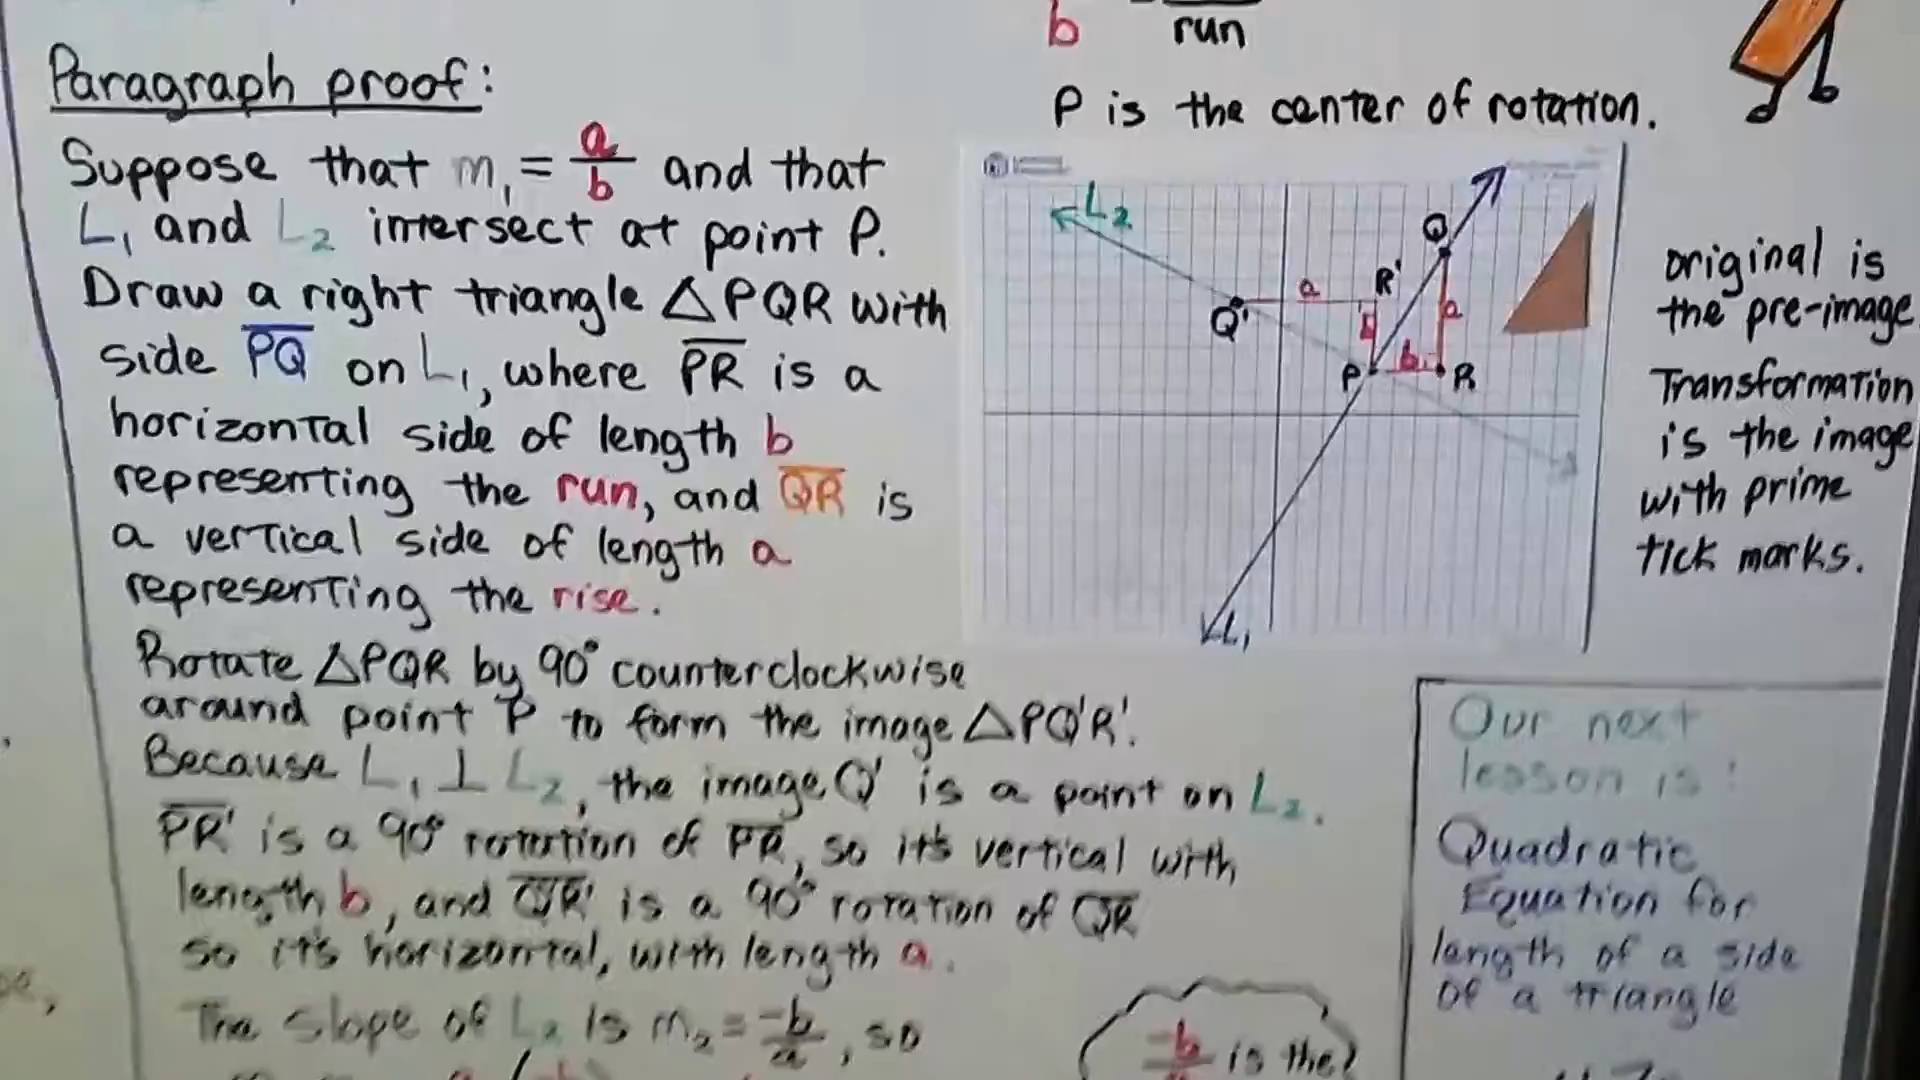 Paragraph proof:
Suppose that m₁ = a/b and that
L₁ and L₂ intersect at point P.
Draw a right triangle △PQR with
side P̅Q̅ on L₁, where P̅R̅ is a
horizontal side of length b
representing the run, and Q̅R̅ is
a vertical side of length a
representing the rise.
Rotate △PQR by 90° counterclockwise
around point P to form the image △PQ'R'.
Because L₁ ⊥ L₂, the image Q' is a point on L₂.
P̅R̅' is a 90° rotation of P̅R̅, so it's vertical with
length b, and Q̅'R̅' is a 90° rotation of Q̅R̅
so it's horizontal, with length a.
The slope of L₂ is m₂ = -b/a, so
b
run
P is the center of rotation.
L₂
Q
R'
a
Q'
a
b
b
P
R
L₁
original is
the pre-image
Transformation
is the image
with prime
tick marks.
Our next
lesson is:
Quadratic
Equation for
length of a side
of a triangle
-b
is the